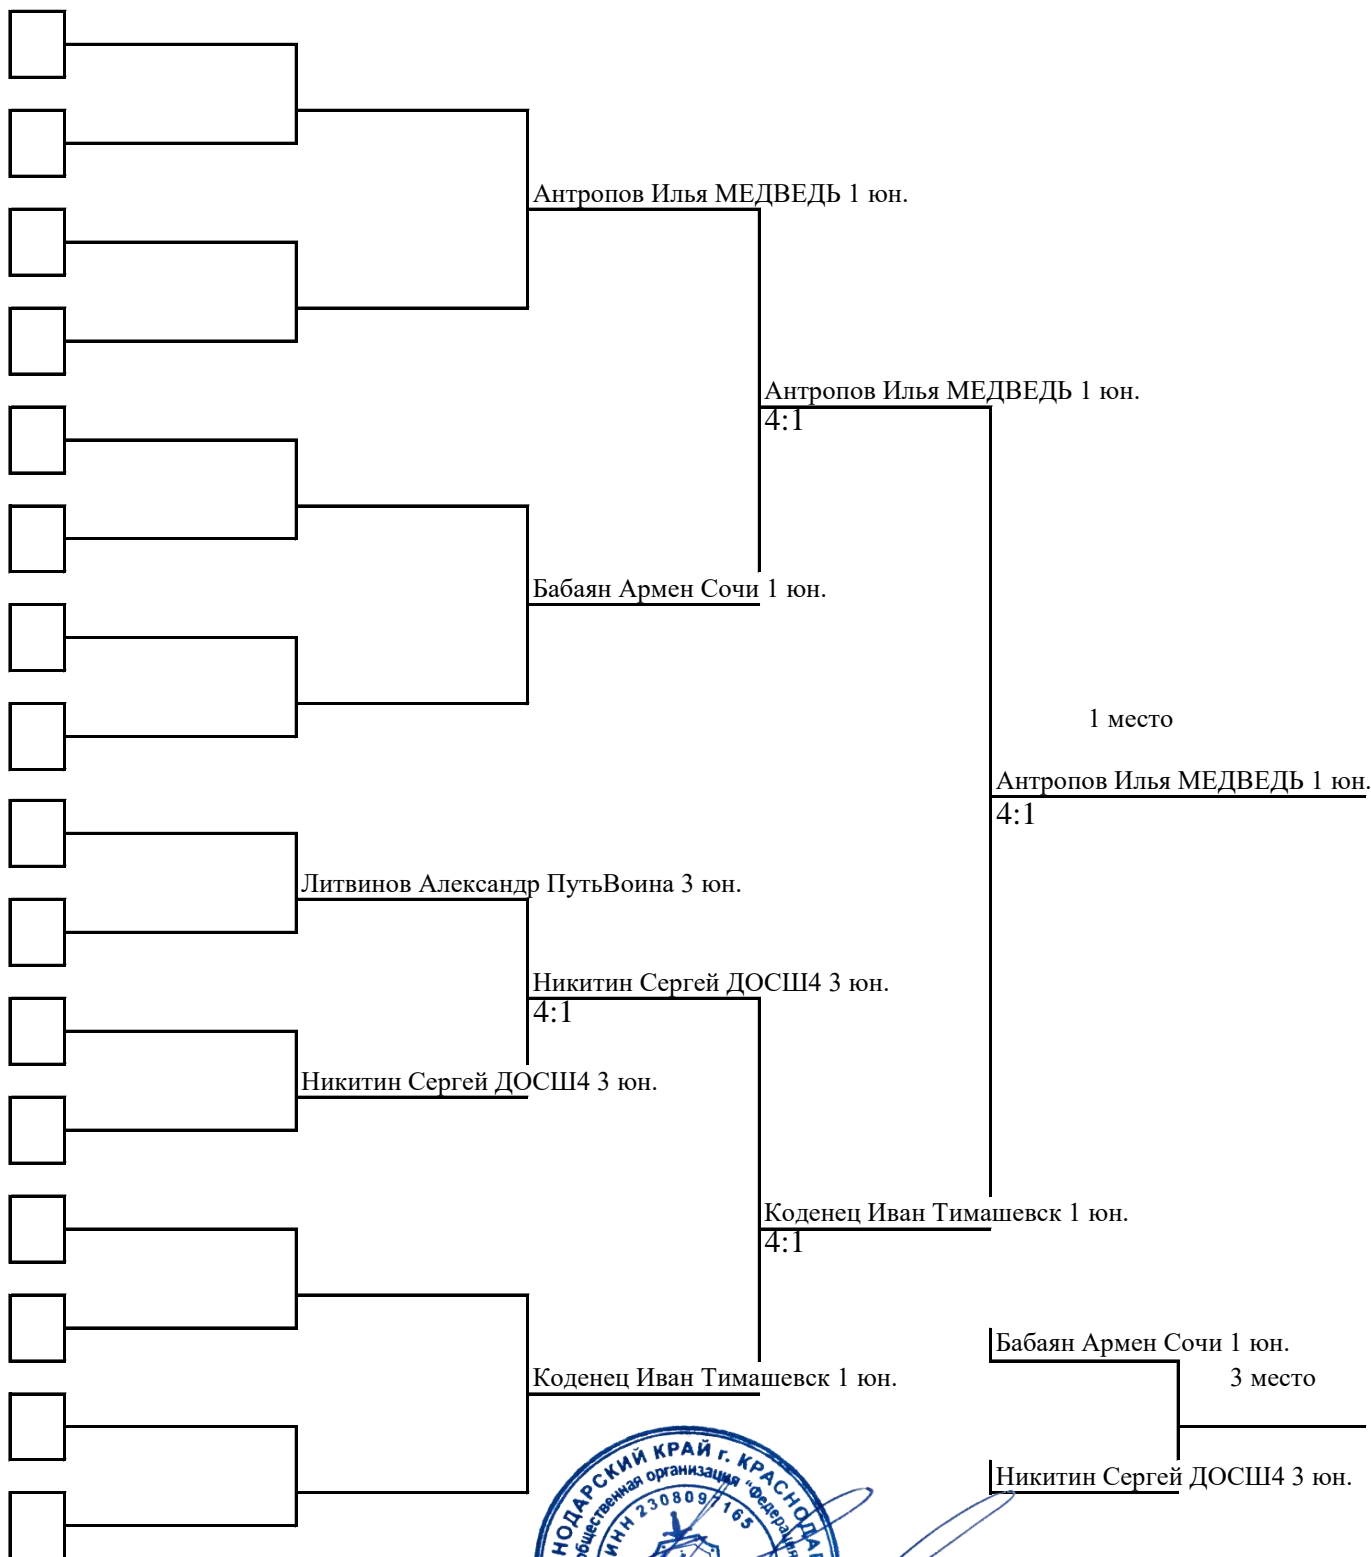 Антропов Илья МЕДВЕДЬ 1 юн.
Антропов Илья МЕДВЕДЬ 1 юн.
4:1
Бабаян Армен Сочи 1 юн.
1 место
Антропов Илья МЕДВЕДЬ 1 юн.
4:1
Литвинов Александр ПутьВоина 3 юн.
Никитин Сергей ДОСШ4 3 юн.
4:1
Никитин Сергей ДОСШ4 3 юн.
Коденец Иван Тимашевск 1 юн.
4:1
Бабаян Армен Сочи 1 юн.
3 место
Коденец Иван Тимашевск 1 юн.
Никитин Сергей ДОСШ4 3 юн.
КРАЙ г.
общественная организация "Федерация
ИНН 2308097165